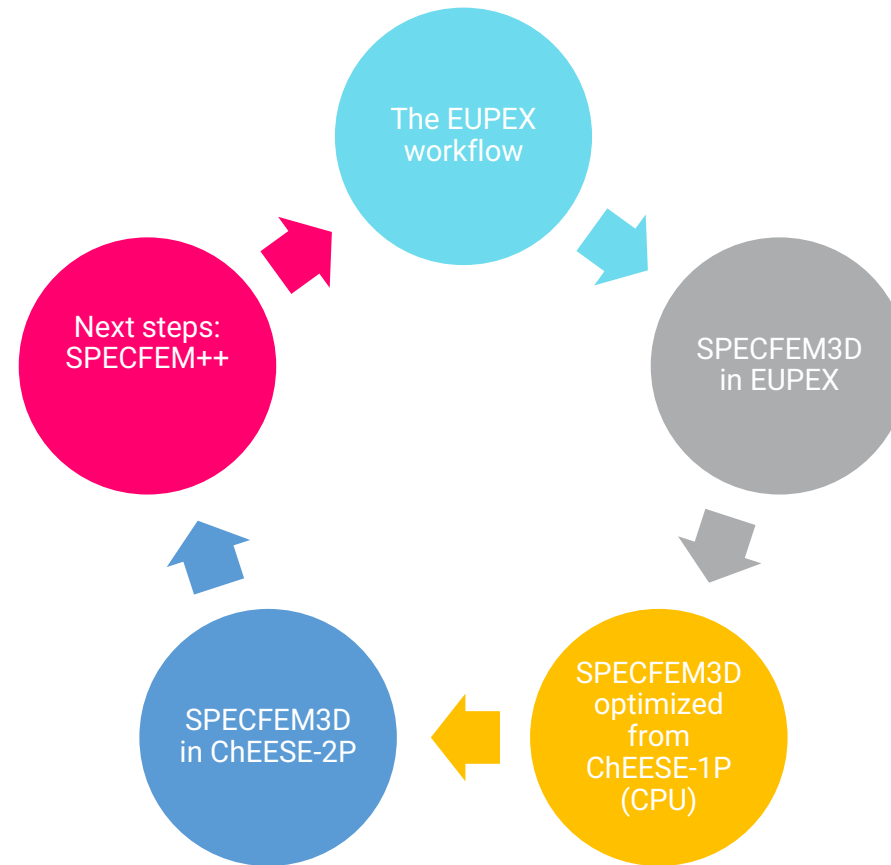 The EUPEX
workflow
SPECFEM3D
in EUPEX
SPECFEM3D
optimized
from
ChEESE-1P
(CPU)
SPECFEM3D
in ChEESE-2P
Next steps:
SPECFEM++